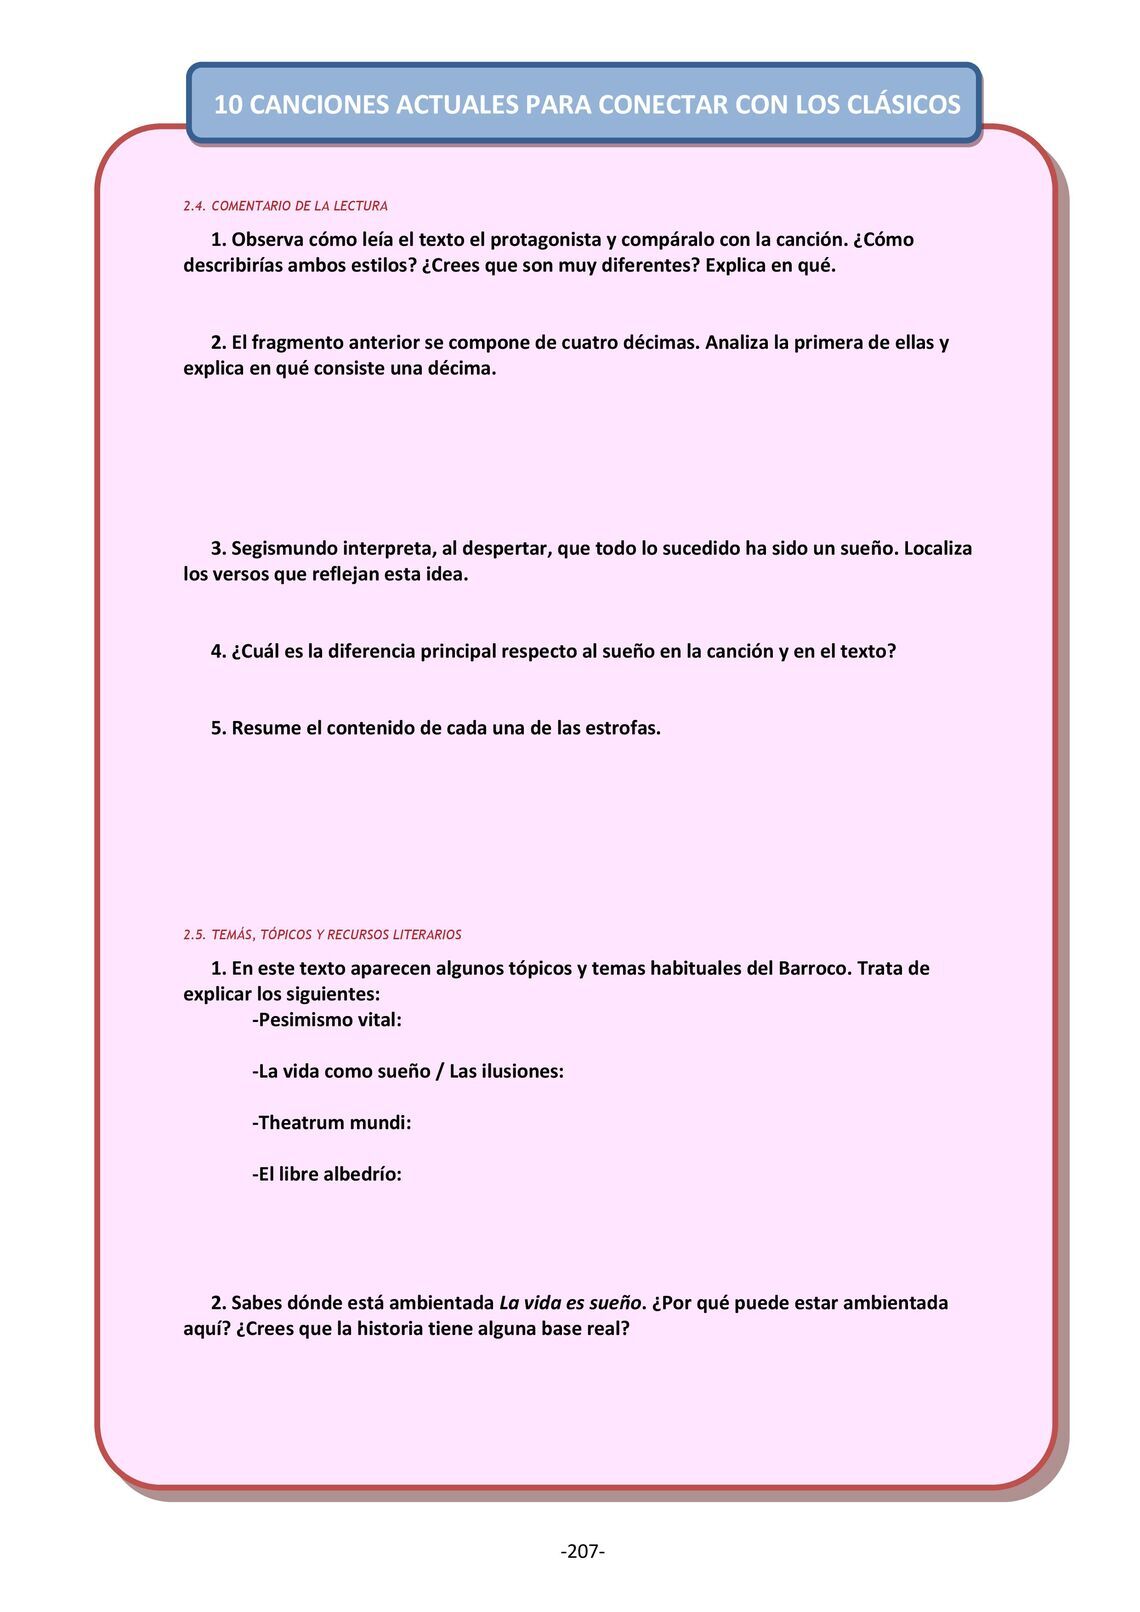 10 CANCIONES ACTUALES PARA CONECTAR CON LOS CLÁSICOS
2.4. COMENTARIO DE LA LECTURA
1. Observa cómo leía el texto el protagonista y compáralo con la canción. ¿Cómo
describirías ambos estilos? ¿Crees que son muy diferentes? Explica en qué.
2. El fragmento anterior se compone de cuatro décimas. Analiza la primera de ellas y
explica en qué consiste una décima.
3. Segismundo interpreta, al despertar, que todo lo sucedido ha sido un sueño. Localiza
los versos que reflejan esta idea.
4. ¿Cuál es la diferencia principal respecto al sueño en la canción y en el texto?
5. Resume el contenido de cada una de las estrofas.
2.5. TEMÁS, TÓPICOS Y RECURSOS LITERARIOS
1. En este texto aparecen algunos tópicos y temas habituales del Barroco. Trata de
explicar los siguientes:
-Pesimismo vital:
-La vida como sueño / Las ilusiones:
-Theatrum mundi:
-El libre albedrío:
2. Sabes dónde está ambientada La vida es sueño. ¿Por qué puede estar ambientada
aquí? ¿Crees que la historia tiene alguna base real?
-207-